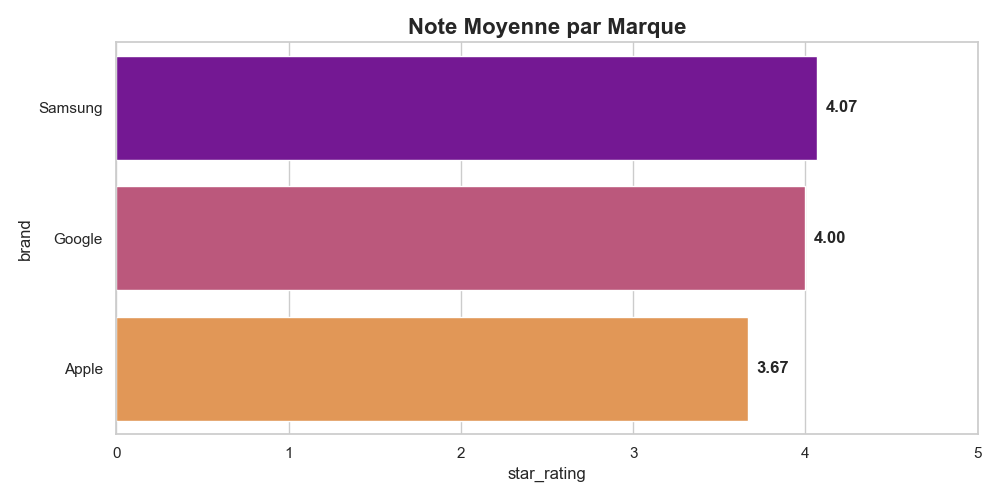 Note Moyenne par Marque
Samsung
4.07
Google
4.00
Apple
3.67
brand
0 1 2 3 4 5
star_rating